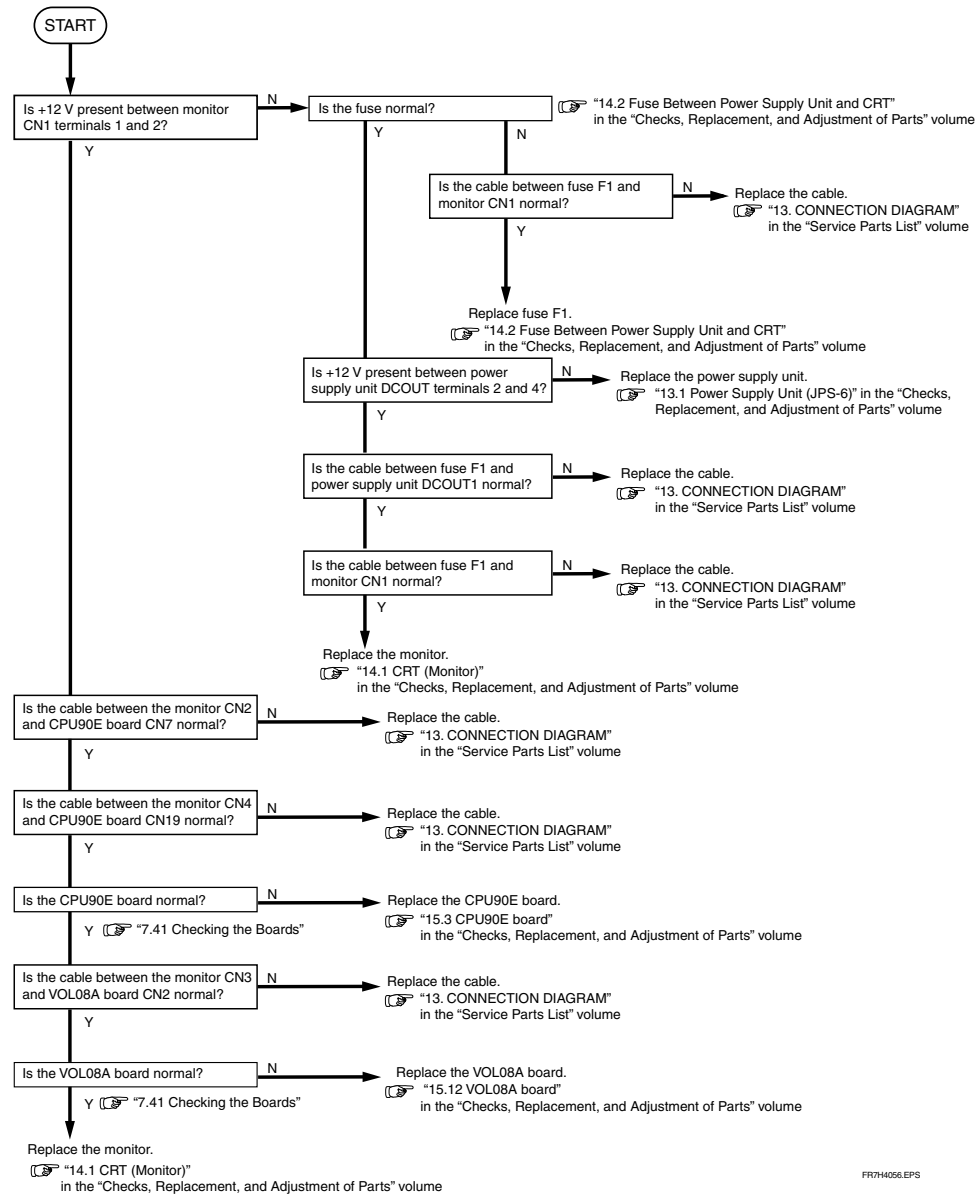 START
Is +12 V present between monitor
CN1 terminals 1 and 2?
N
Y
Is the fuse normal?
“14.2 Fuse Between Power Supply Unit and CRT”
in the “Checks, Replacement, and Adjustment of Parts” volume
Y
N
Is the cable between fuse F1 and
monitor CN1 normal?
N
Replace the cable.
“13. CONNECTION DIAGRAM”
in the “Service Parts List” volume
Y
Replace fuse F1.
“14.2 Fuse Between Power Supply Unit and CRT”
in the “Checks, Replacement, and Adjustment of Parts” volume
Is +12 V present between power
supply unit DCOUT terminals 2 and 4?
N
Replace the power supply unit.
“13.1 Power Supply Unit (JPS-6)” in the “Checks,
Replacement, and Adjustment of Parts” volume
Y
Is the cable between fuse F1 and
power supply unit DCOUT1 normal?
N
Replace the cable.
“13. CONNECTION DIAGRAM”
in the “Service Parts List” volume
Y
Is the cable between fuse F1 and
monitor CN1 normal?
N
Replace the cable.
“13. CONNECTION DIAGRAM”
in the “Service Parts List” volume
Y
Replace the monitor.
“14.1 CRT (Monitor)”
in the “Checks, Replacement, and Adjustment of Parts” volume
Is the cable between the monitor CN2
and CPU90E board CN7 normal?
N
Replace the cable.
“13. CONNECTION DIAGRAM”
in the “Service Parts List” volume
Y
Is the cable between the monitor CN4
and CPU90E board CN19 normal?
N
Replace the cable.
“13. CONNECTION DIAGRAM”
in the “Service Parts List” volume
Y
Is the CPU90E board normal?
N
Replace the CPU90E board.
“15.3 CPU90E board”
in the “Checks, Replacement, and Adjustment of Parts” volume
Y “7.41 Checking the Boards”
Is the cable between the monitor CN3
and VOL08A board CN2 normal?
N
Replace the cable.
“13. CONNECTION DIAGRAM”
in the “Service Parts List” volume
Y
Is the VOL08A board normal?
N
Replace the VOL08A board.
“15.12 VOL08A board”
in the “Checks, Replacement, and Adjustment of Parts” volume
Y “7.41 Checking the Boards”
Replace the monitor.
“14.1 CRT (Monitor)”
in the “Checks, Replacement, and Adjustment of Parts” volume
FR7H4056.EPS